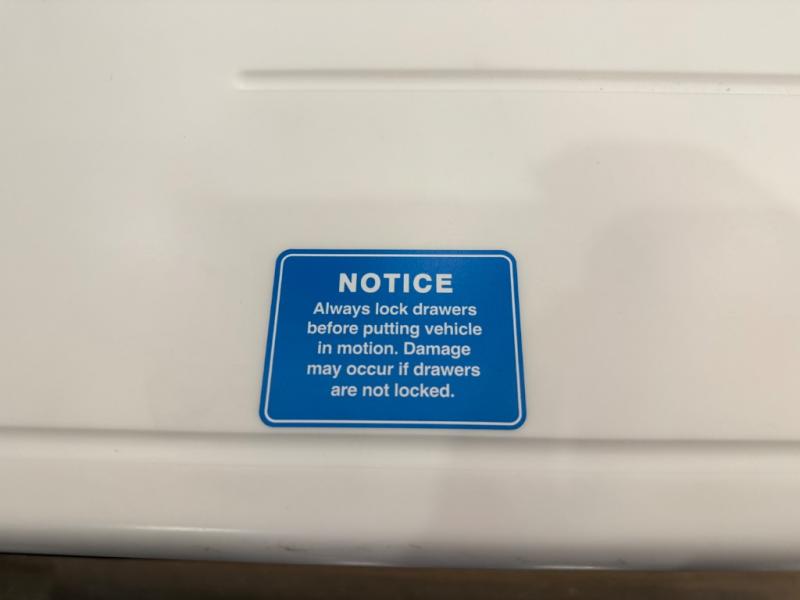 NOTICE
Always lock drawers
before putting vehicle
in motion. Damage
may occur if drawers
are not locked.